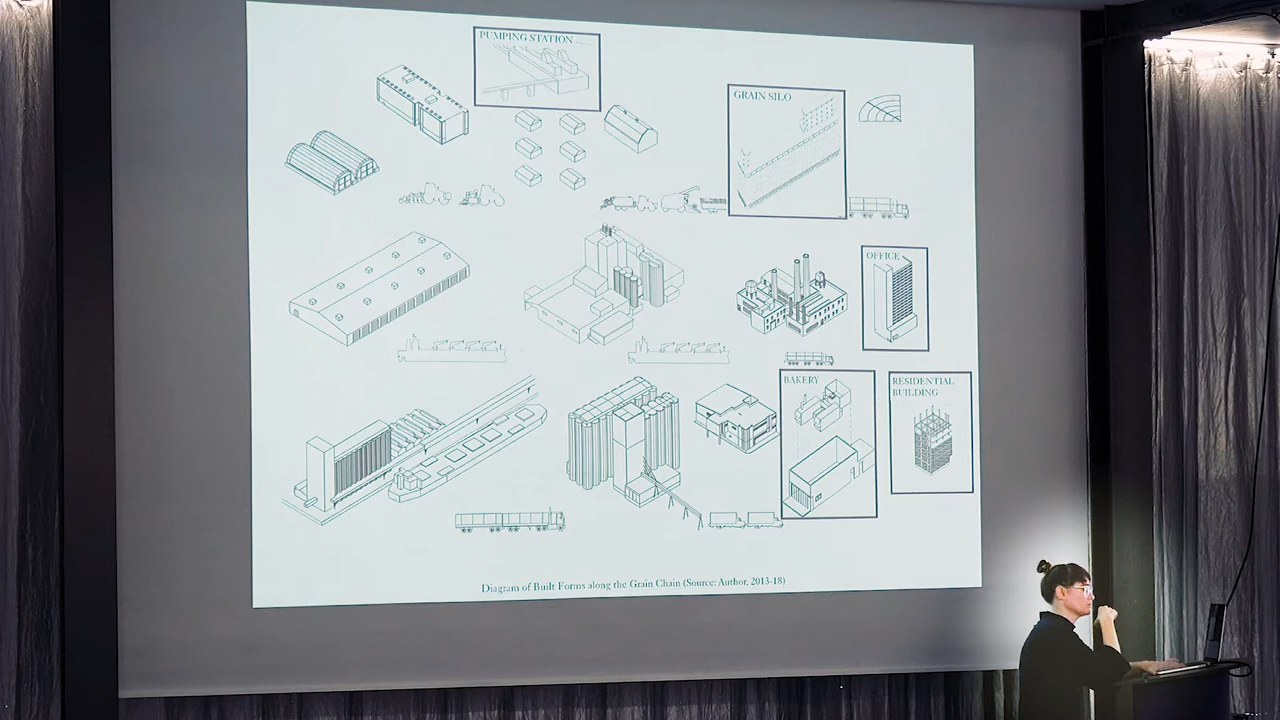 PUMPING STATION
GRAIN SILO
OFFICE
BAKERY
RESIDENTIAL
BUILDING
Diagram of Built Forms along the Grain Chain (Source: Author, 2013-18)